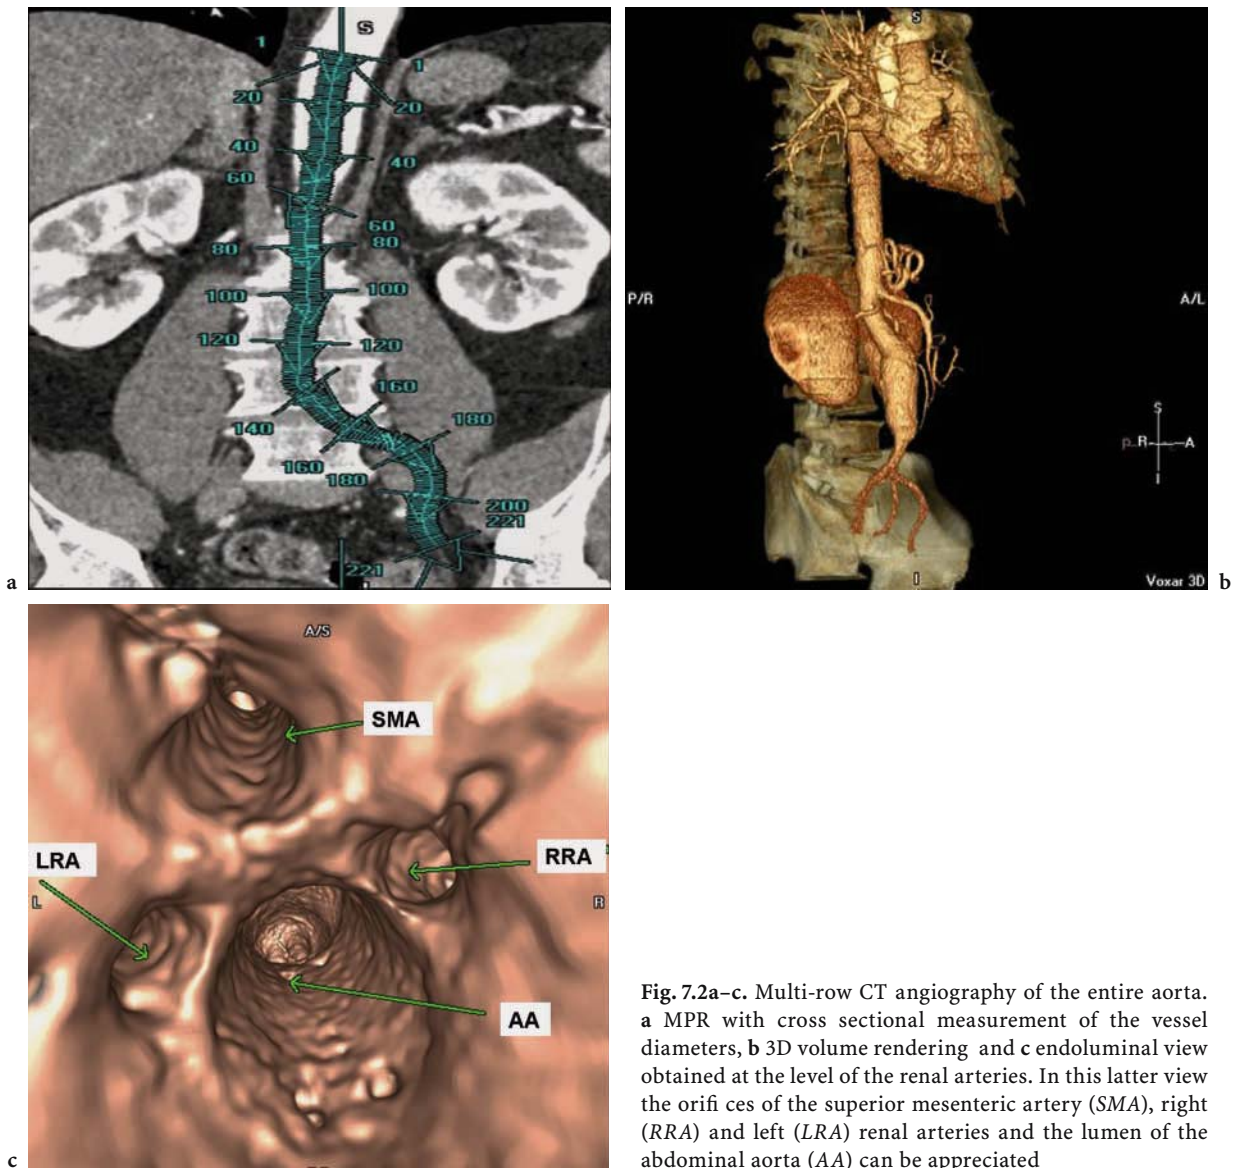 S
1
1
20
20
40
40
60
60
80
80
100
100
120
120
160
140
180
160
180
200
221
221
a
S
P/R
A/L
S
p R A
I
I
Voxar 3D
b
A/S
SMA
LRA
RRA
L
R
AA
c
Fig. 7.2a–c. Multi-row CT angiography of the entire aorta.
a MPR with cross sectional measurement of the vessel
diameters, b 3D volume rendering and c endoluminal view
obtained at the level of the renal arteries. In this latter view
the orifi ces of the superior mesenteric artery (SMA), right
(RRA) and left (LRA) renal arteries and the lumen of the
abdominal aorta (AA) can be appreciated